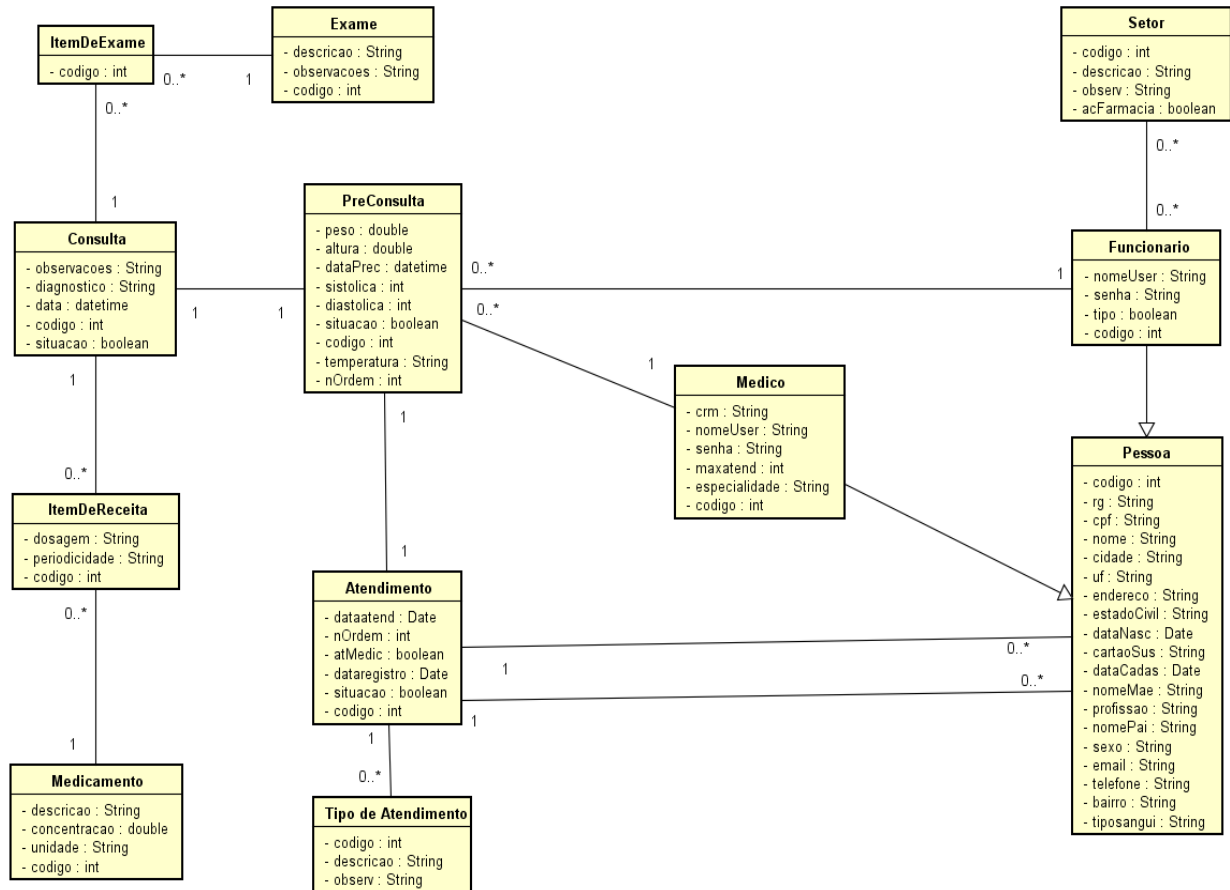 ItemDeExame
- codigo : int
0..*
1
0..*
1
Exame
- descricao : String
- observacoes : String
- codigo : int
Setor
- codigo : int
- descricao : String
- observ : String
- acFarmacia : boolean
0..*
0..*
Consulta
- observacoes : String
- diagnostico : String
- data : datetime
- codigo : int
- situacao : boolean
1
1
PreConsulta
- peso : double
- altura : double
- dataPrec : datetime
- sistolica : int
- diastolica : int
- situacao : boolean
- codigo : int
- temperatura : String
- nOrdem : int
0..*
1
0..*
1
Funcionario
- nomeUser : String
- senha : String
- tipo : boolean
- codigo : int
Medico
- crm : String
- nomeUser : String
- senha : String
- maxatend : int
- especialidade : String
- codigo : int
1
0..*
1
1
ItemDeReceita
- dosagem : String
- periodicidade : String
- codigo : int
0..*
1
Atendimento
- dataatend : Date
- nOrdem : int
- atMedic : boolean
- dataregistro : Date
- situacao : boolean
- codigo : int
1
0..*
1
0..*
1
0..*
Pessoa
- codigo : int
- rg : String
- cpf : String
- nome : String
- cidade : String
- uf : String
- endereco : String
- estadoCivil : String
- dataNasc : Date
- cartaoSus : String
- dataCadas : Date
- nomeMae : String
- profissao : String
- nomePai : String
- sexo : String
- email : String
- telefone : String
- bairro : String
- tiposangui : String
Medicamento
- descricao : String
- concentracao : double
- unidade : String
- codigo : int
Tipo de Atendimento
- codigo : int
- descricao : String
- observ : String